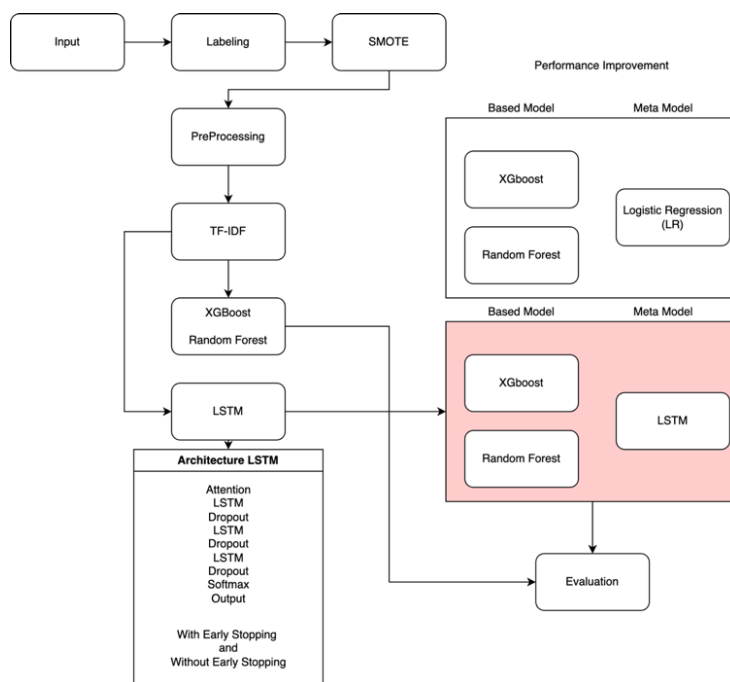 Input
Labeling
SMOTE
Performance Improvement
Based Model
Meta Model
PreProcessing
XGboost
Logistic Regression
(LR)
TF-IDF
Random Forest
XGBoost
Random Forest
Based Model
Meta Model
XGboost
LSTM
LSTM
Random Forest
Architecture LSTM
Attention
LSTM
Dropout
LSTM
Dropout
LSTM
Dropout
Softmax
Output
With Early Stopping
and
Without Early Stopping
Evaluation